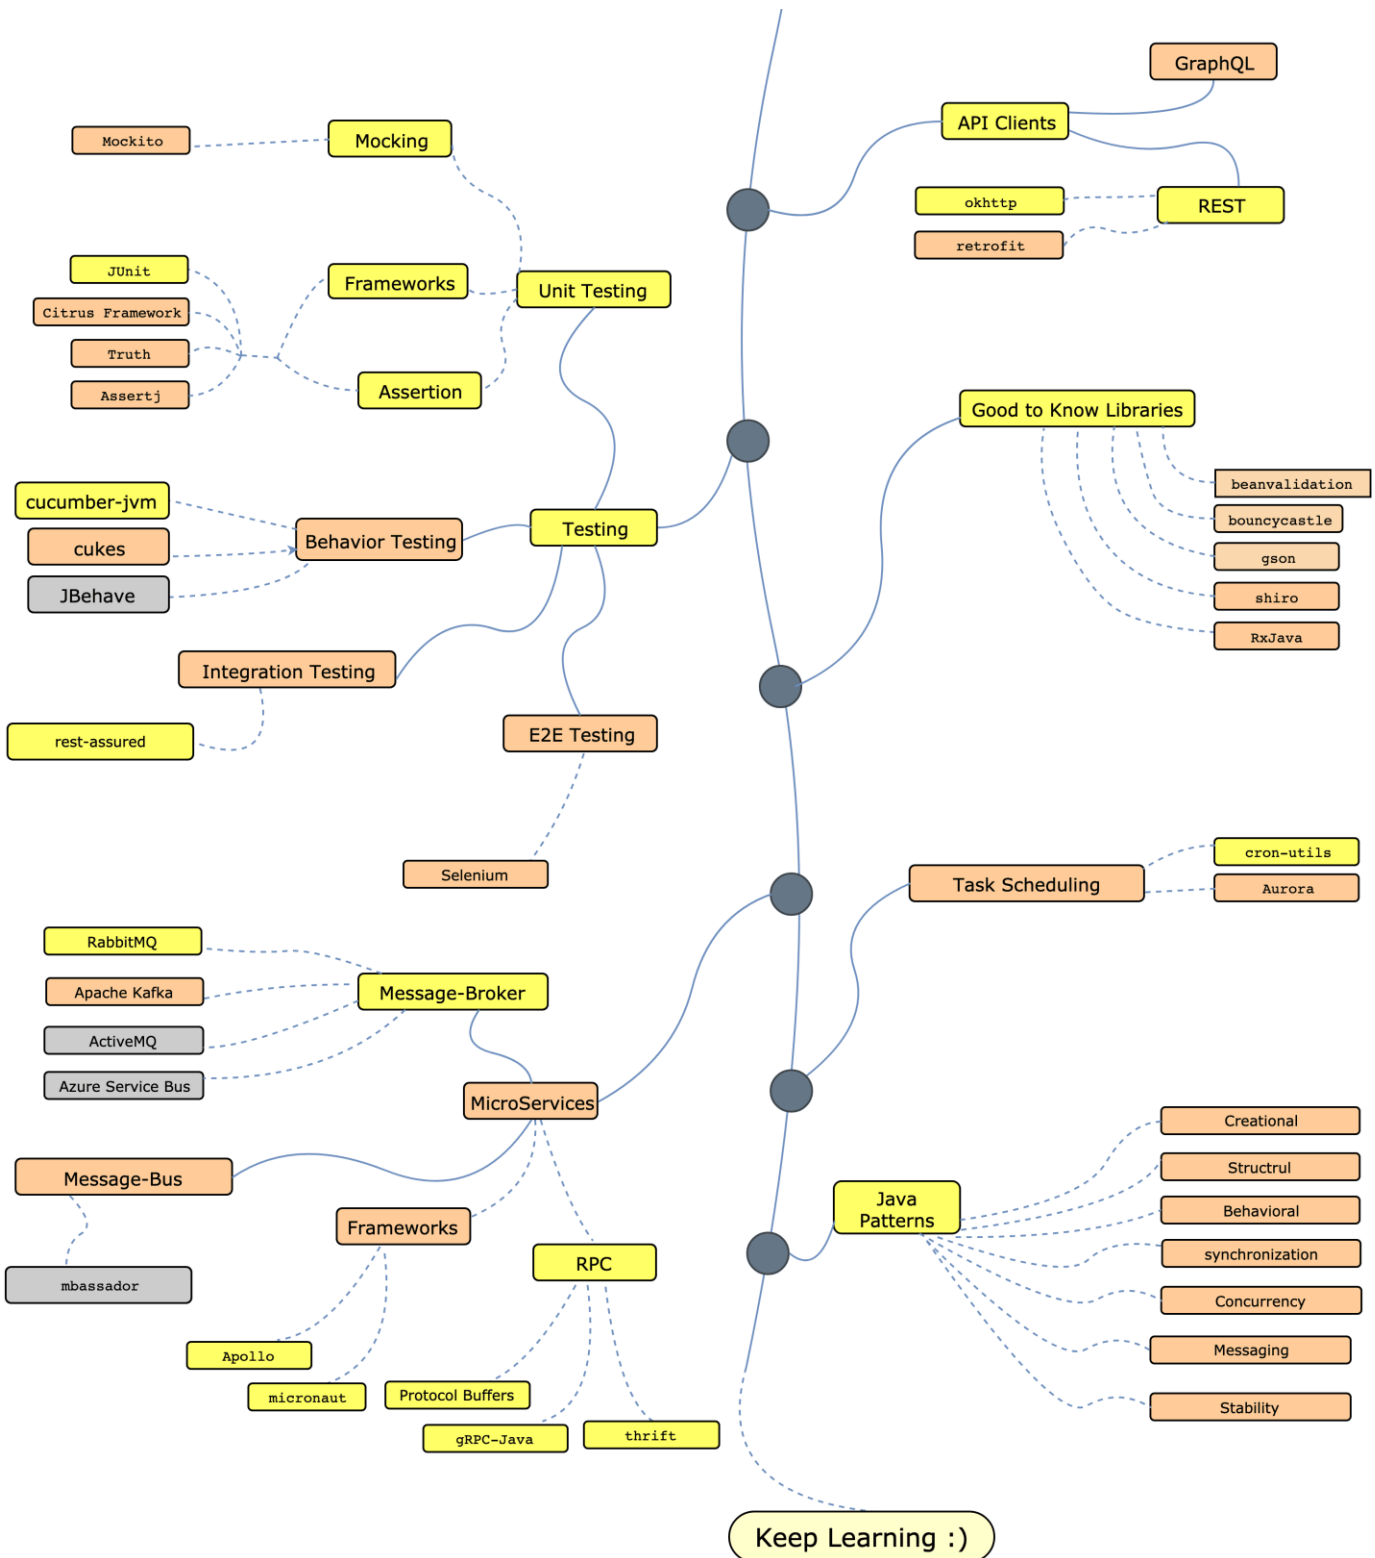 GraphQL
API Clients
Mockito
Mocking
okhttp
REST
retrofit
JUnit
Frameworks
Unit Testing
Citrus Framework
Truth
Assertj
Assertion
Good to Know Libraries
beanvalidation
bouncycastle
gson
shiro
RxJava
cucumber-jvm
cukes
JBehave
Behavior Testing
Testing
Integration Testing
rest-assured
E2E Testing
Selenium
Task Scheduling
cron-utils
Aurora
RabbitMQ
Apache Kafka
ActiveMQ
Azure Service Bus
Message-Broker
MicroServices
Message-Bus
mbassador
Frameworks
RPC
Apollo
micronaut
Protocol Buffers
gRPC-Java
thrift
Java
Patterns
Creational
Structrul
Behavioral
synchronization
Concurrency
Messaging
Stability
Keep Learning :)